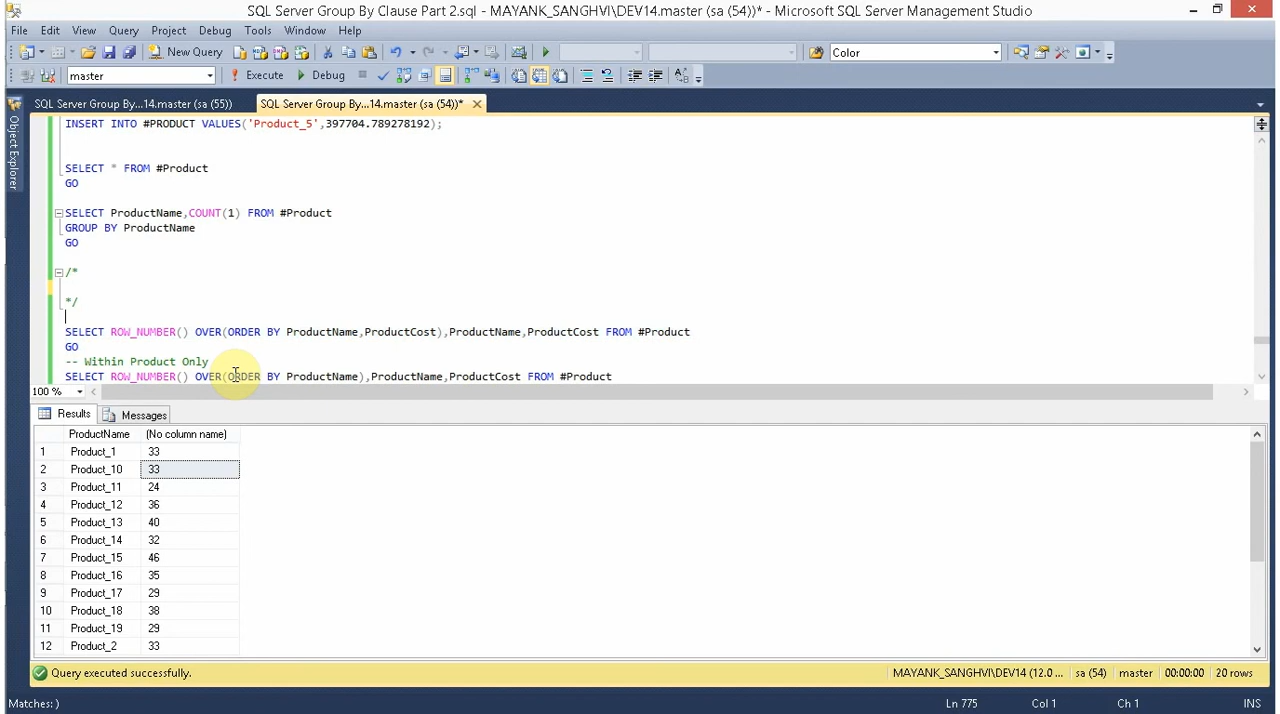 SQL Server Group By Clause Part 2.sql - MAYANK_SANGHVI\DEV14.master (sa (54))* - Microsoft SQL Server Management Studio
File Edit View Query Project Debug Tools Window Help
New Query Color
master Execute Debug
SQL Server Group By...14.master (sa (55)) SQL Server Group By...14.master (sa (54))*
Object Explorer
INSERT INTO #PRODUCT VALUES('Product_5',397704.789278192);
SELECT * FROM #Product
GO
SELECT ProductName,COUNT(1) FROM #Product
GROUP BY ProductName
GO
/*
*/
SELECT ROW_NUMBER() OVER(ORDER BY ProductName,ProductCost),ProductName,ProductCost FROM #Product
GO
-- Within Product Only
SELECT ROW_NUMBER() OVER(ORDER BY ProductName),ProductName,ProductCost FROM #Product
100 %
Results Messages
ProductName (No column name)
1 Product_1 33
2 Product_10 33
3 Product_11 24
4 Product_12 36
5 Product_13 40
6 Product_14 32
7 Product_15 46
8 Product_16 35
9 Product_17 29
10 Product_18 38
11 Product_19 29
12 Product_2 33
Query executed successfully. MAYANK_SANGHVI\DEV14 (12.0 ... sa (54) master 00:00:00 20 rows
Matches: ) Ln 775 Col 1 Ch 1 INS